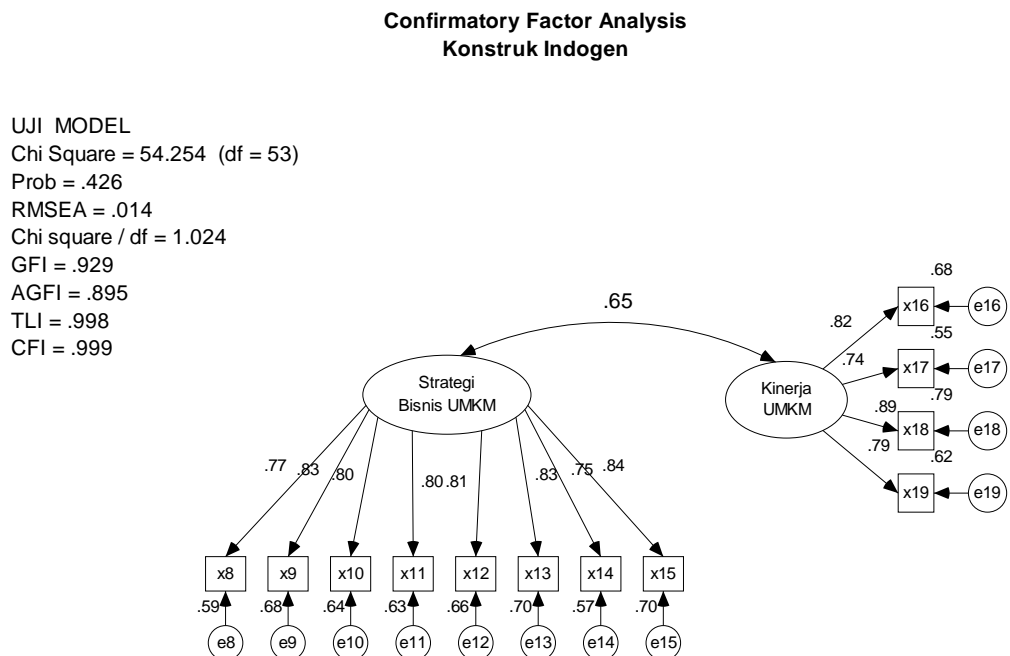 Confirmatory Factor Analysis
Konstruk Indogen
UJI MODEL
Chi Square = 54.254 (df = 53)
Prob = .426
RMSEA = .014
Chi square / df = 1.024
GFI = .929
AGFI = .895
TLI = .998
CFI = .999
.65
Strategi
Bisnis UMKM
Kinerja
UMKM
.68
.82
x16
e16
.55
.74
x17
e17
.79
.89
x18
e18
.62
.79
x19
e19
.77
.83
.80
.80
.81
.83
.75
.84
x8
x9
x10
x11
x12
x13
x14
x15
.59
.68
.64
.63
.66
.70
.57
.70
e8
e9
e10
e11
e12
e13
e14
e15